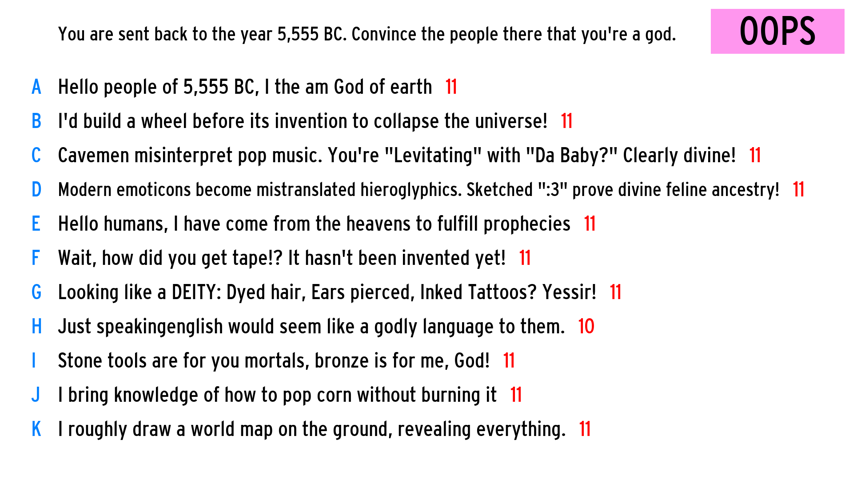 You are sent back to the year 5,555 BC. Convince the people there that you're a god.
OOPS
A Hello people of 5,555 BC, I the am God of earth 11
B I'd build a wheel before its invention to collapse the universe! 11
C Cavemen misinterpret pop music. You're "Levitating" with "Da Baby?" Clearly divine! 11
D Modern emoticons become mistranslated hieroglyphics. Sketched ":3" prove divine feline ancestry! 11
E Hello humans, I have come from the heavens to fulfill prophecies 11
F Wait, how did you get tape!? It hasn't been invented yet! 11
G Looking like a DEITY: Dyed hair, Ears pierced, Inked Tattoos? Yessir! 11
H Just speakingenglish would seem like a godly language to them. 10
I Stone tools are for you mortals, bronze is for me, God! 11
J I bring knowledge of how to pop corn without burning it 11
K I roughly draw a world map on the ground, revealing everything. 11